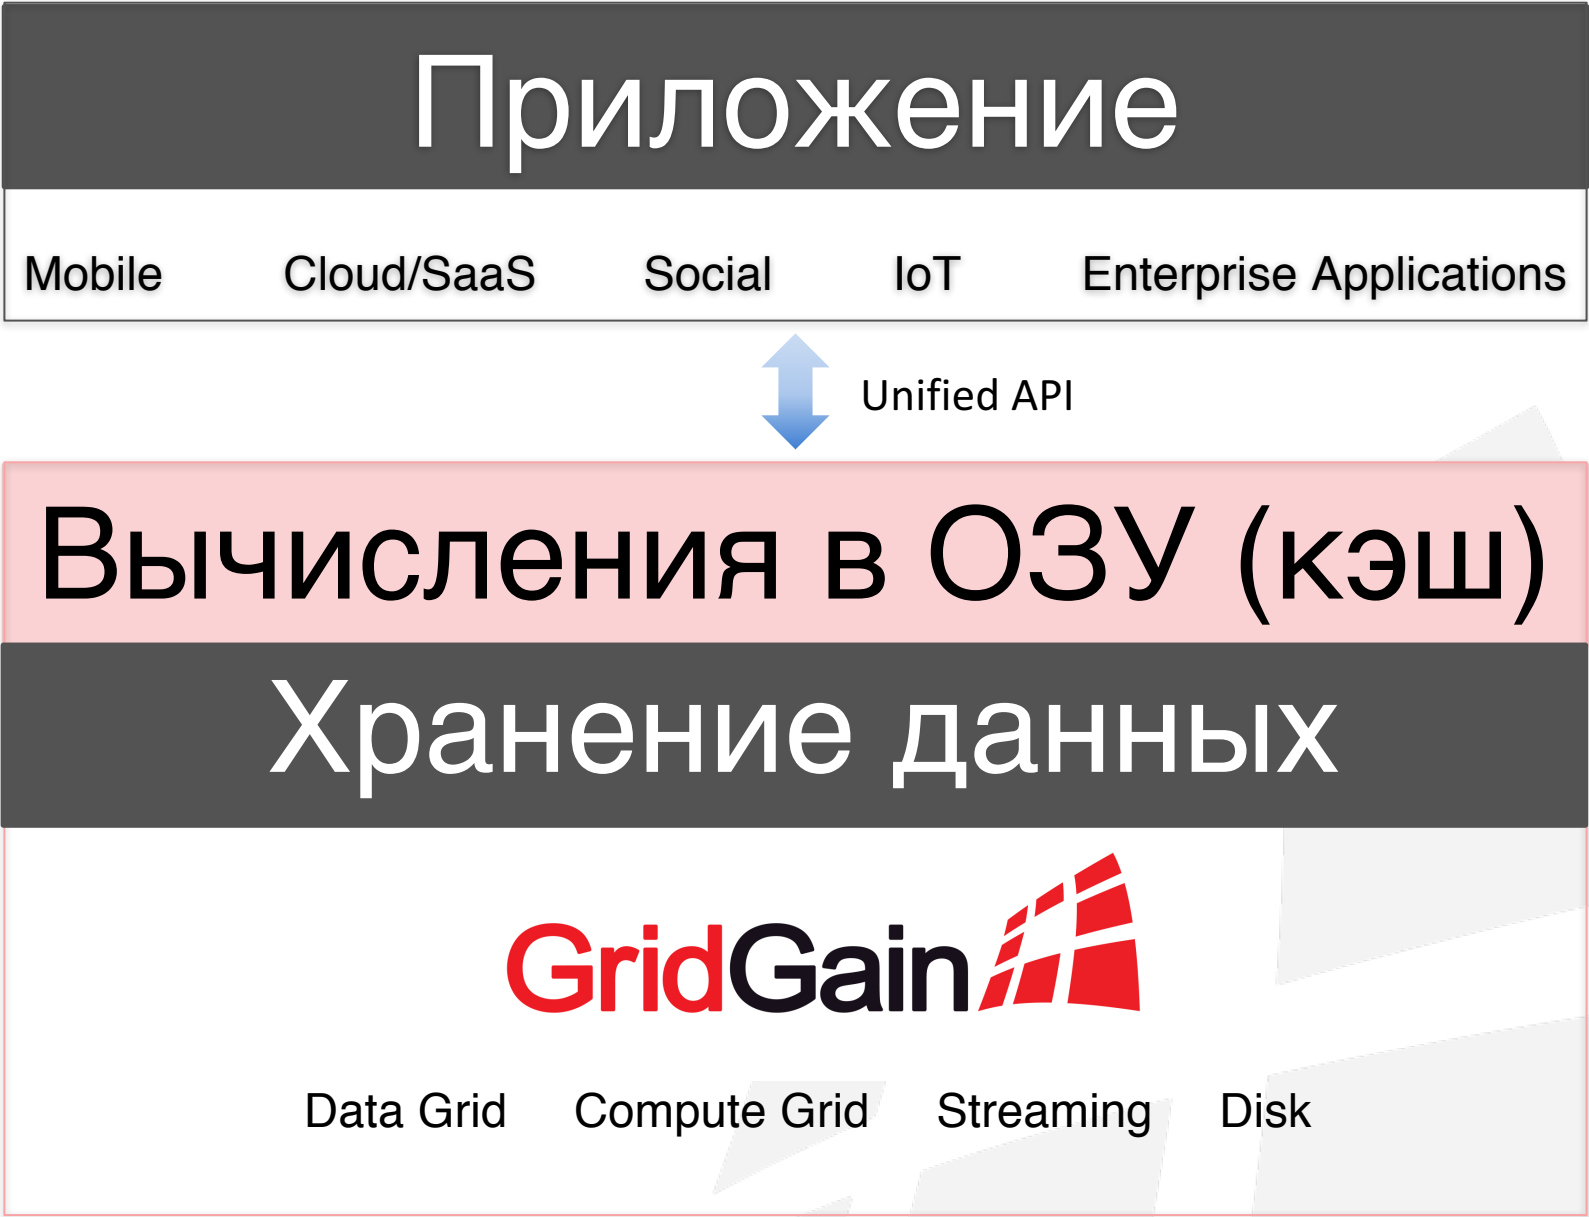 Приложение
Mobile Cloud/SaaS Social IoT Enterprise Applications
Unified API
Вычисления в ОЗУ (кэш)
Хранение данных
GridGain
Data Grid Compute Grid Streaming Disk